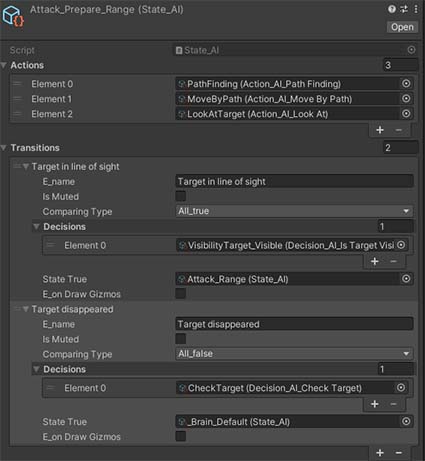 Attack_Prepare_Range (State_AI)
Open
Script State_AI
Actions 3
Element 0 PathFinding (Action_AI_Path Finding)
Element 1 MoveByPath (Action_AI_Move By Path)
Element 2 LookAtTarget (Action_AI_Look At)
+ −
Transitions 2
Target in line of sight
E_name Target in line of sight
Is Muted
Comparing Type All_true
Decisions 1
Element 0 VisibilityTarget_Visible (Decision_AI_Is Target Visi
+ −
State True Attack_Range (State_AI)
E_on Draw Gizmos
Target disappeared
E_name Target disappeared
Is Muted
Comparing Type All_false
Decisions 1
Element 0 CheckTarget (Decision_AI_Check Target)
+ −
State True _Brain_Default (State_AI)
E_on Draw Gizmos
+ −